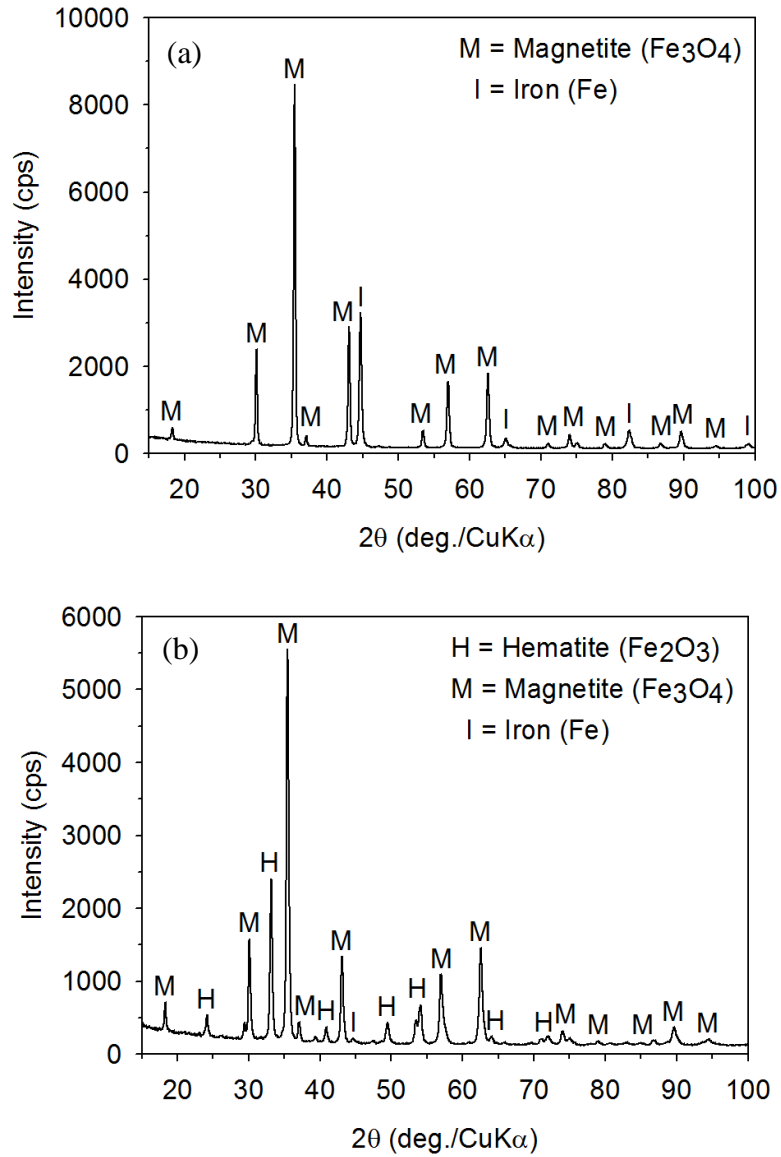 (a)
M = Magnetite (Fe3O4)
I = Iron (Fe)
Intensity (cps)
10000
8000
6000
4000
2000
0
M
M
M
M
M
I
M
M
M
I
M
M
M
I
M
M
M
I
20 30 40 50 60 70 80 90 100
2θ (deg./CuKα)
(b)
H = Hematite (Fe2O3)
M = Magnetite (Fe3O4)
I = Iron (Fe)
Intensity (cps)
6000
5000
4000
3000
2000
1000
0
M
H
M
H
M
M
H
M
I
H
H
M
M
H
H
M
M
M
M
M
20 30 40 50 60 70 80 90 100
2θ (deg./CuKα)